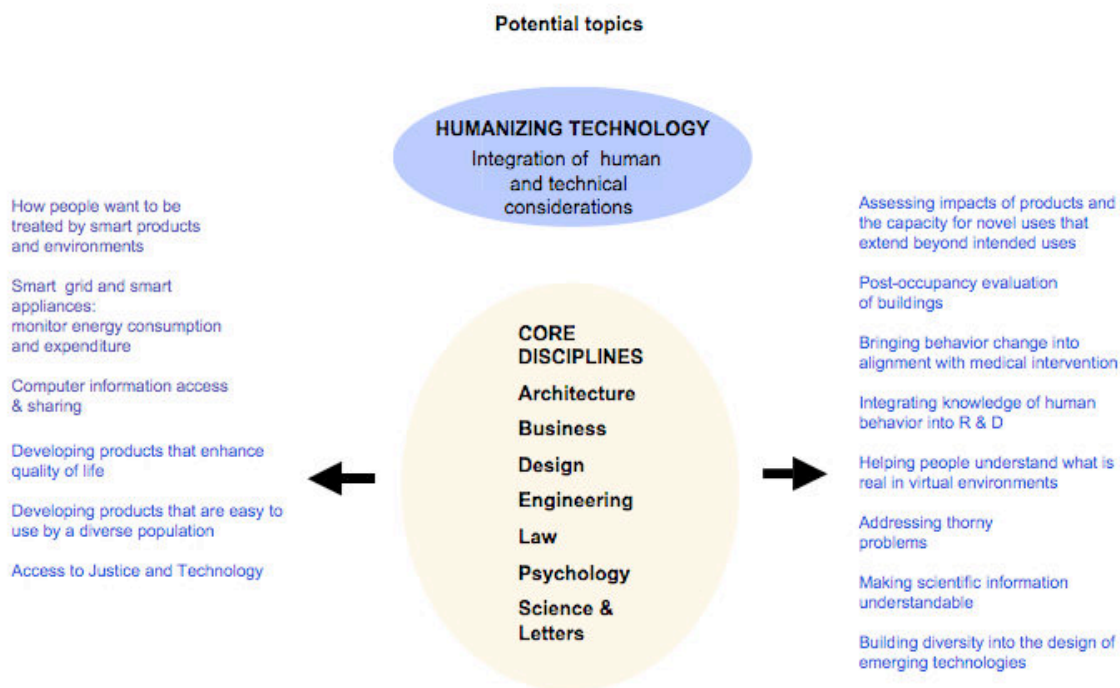 Potential topics
HUMANIZING TECHNOLOGY
Integration of human
and technical
considerations
How people want to be
treated by smart products
and environments
Smart grid and smart
appliances:
monitor energy consumption
and expenditure
Computer information access
& sharing
Developing products that enhance
quality of life
Developing products that are easy to
use by a diverse population
Access to Justice and Technology
CORE
DISCIPLINES
Architecture
Business
Design
Engineering
Law
Psychology
Science &
Letters
Assessing impacts of products and
the capacity for novel uses that
extend beyond intended uses
Post-occupancy evaluation
of buildings
Bringing behavior change into
alignment with medical intervention
Integrating knowledge of human
behavior into R & D
Helping people understand what is
real in virtual environments
Addressing thorny
problems
Making scientific information
understandable
Building diversity into the design of
emerging technologies